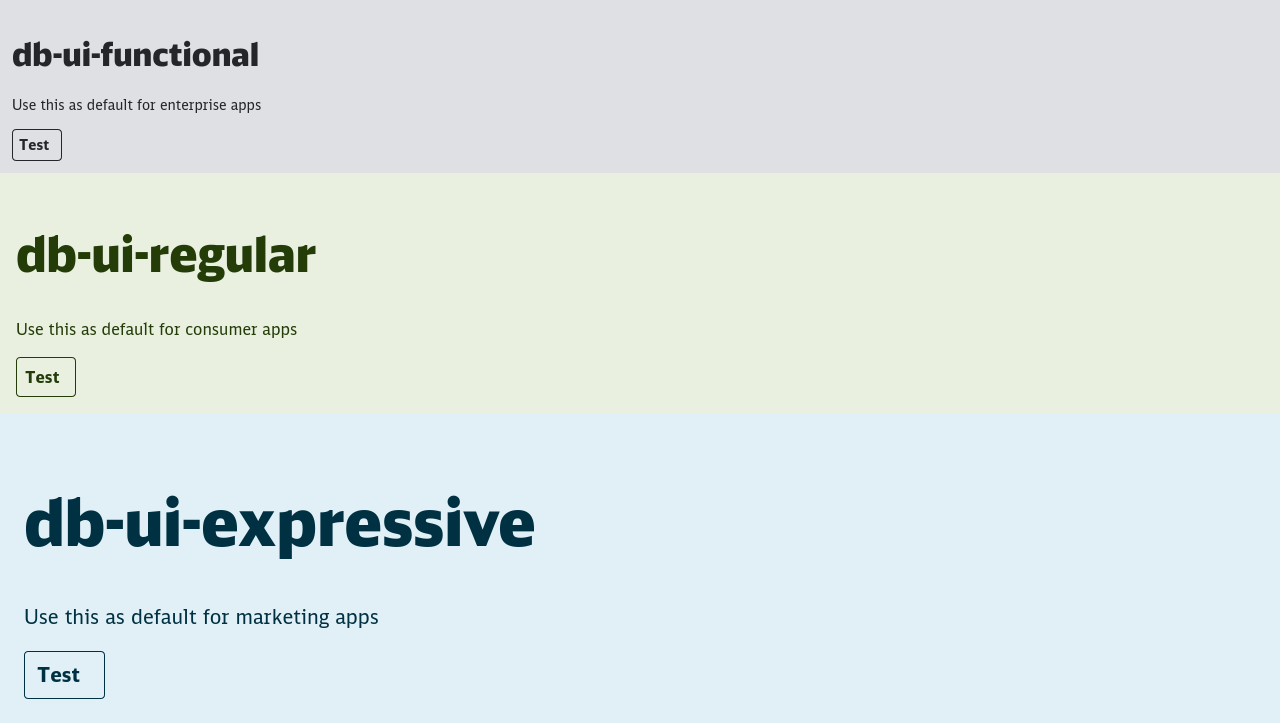 db-ui-functional
Use this as default for enterprise apps
Test
db-ui-regular
Use this as default for consumer apps
Test
db-ui-expressive
Use this as default for marketing apps
Test